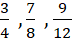 3/4 , 7/8 , 9/12